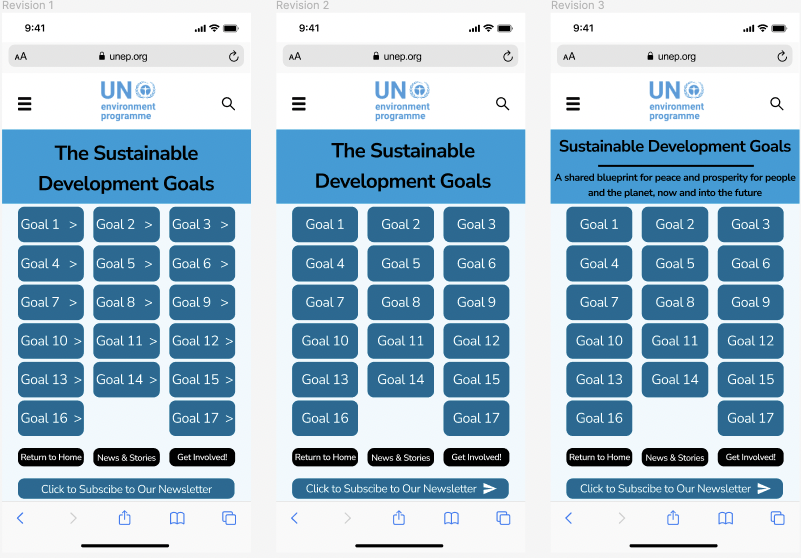 Revision 1
9:41
AA unep.org
UN
environment
programme
The Sustainable
Development Goals
Goal 1 > Goal 2 > Goal 3 >
Goal 4 > Goal 5 > Goal 6 >
Goal 7 > Goal 8 > Goal 9 >
Goal 10 > Goal 11 > Goal 12 >
Goal 13 > Goal 14 > Goal 15 >
Goal 16 > Goal 17 >
Return to Home News & Stories Get Involved!
Click to Subscibe to Our Newsletter
Revision 2
9:41
AA unep.org
UN
environment
programme
The Sustainable
Development Goals
Goal 1 Goal 2 Goal 3
Goal 4 Goal 5 Goal 6
Goal 7 Goal 8 Goal 9
Goal 10 Goal 11 Goal 12
Goal 13 Goal 14 Goal 15
Goal 16 Goal 17
Return to Home News & Stories Get Involved!
Click to Subscibe to Our Newsletter
Revision 3
9:41
AA unep.org
UN
environment
programme
Sustainable Development Goals
A shared blueprint for peace and prosperity for people
and the planet, now and into the future
Goal 1 Goal 2 Goal 3
Goal 4 Goal 5 Goal 6
Goal 7 Goal 8 Goal 9
Goal 10 Goal 11 Goal 12
Goal 13 Goal 14 Goal 15
Goal 16 Goal 17
Return to Home News & Stories Get Involved!
Click to Subscibe to Our Newsletter